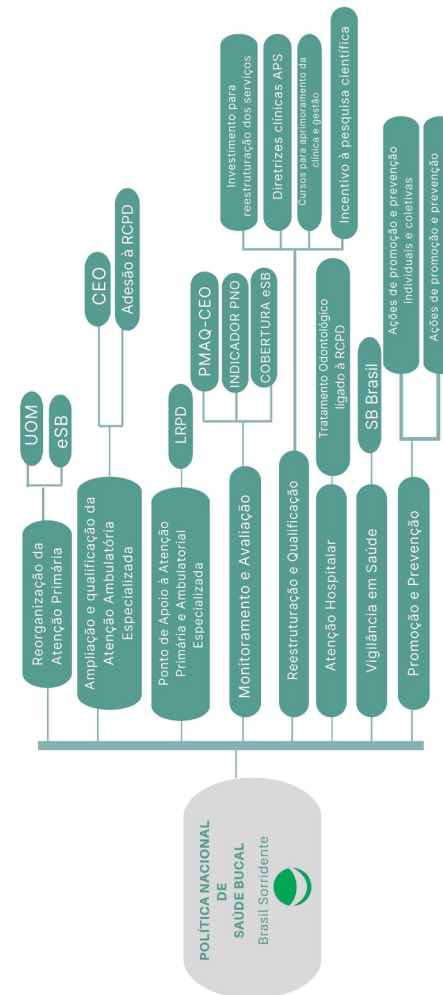 POLÍTICA NACIONAL
DE
SAÚDE BUCAL
Brasil Sorridente
Reorganização da
Atenção Primária
UOM
eSB
Ampliação e qualificação da
Atenção Ambulatória
Especializada
CEO
Adesão à RCPD
Ponto de Apoio à Atenção
Primária e Ambulatorial
Especializada
LRPD
Monitoramento e Avaliação
PMAQ-CEO
INDICADOR PNO
COBERTURA eSB
Reestruturação e Qualificação
Investimento para
reestruturação dos serviços
Diretrizes clínicas APS
Cursos para aprimoramento da
clínica e gestão
Incentivo à pesquisa científica
Atenção Hospitalar
Tratamento Odontológico
ligado à RCPD
Vigilância em Saúde
SB Brasil
Promoção e Prevenção
Ações de promoção e prevenção
individuais e coletivas
Ações de promoção e prevenção